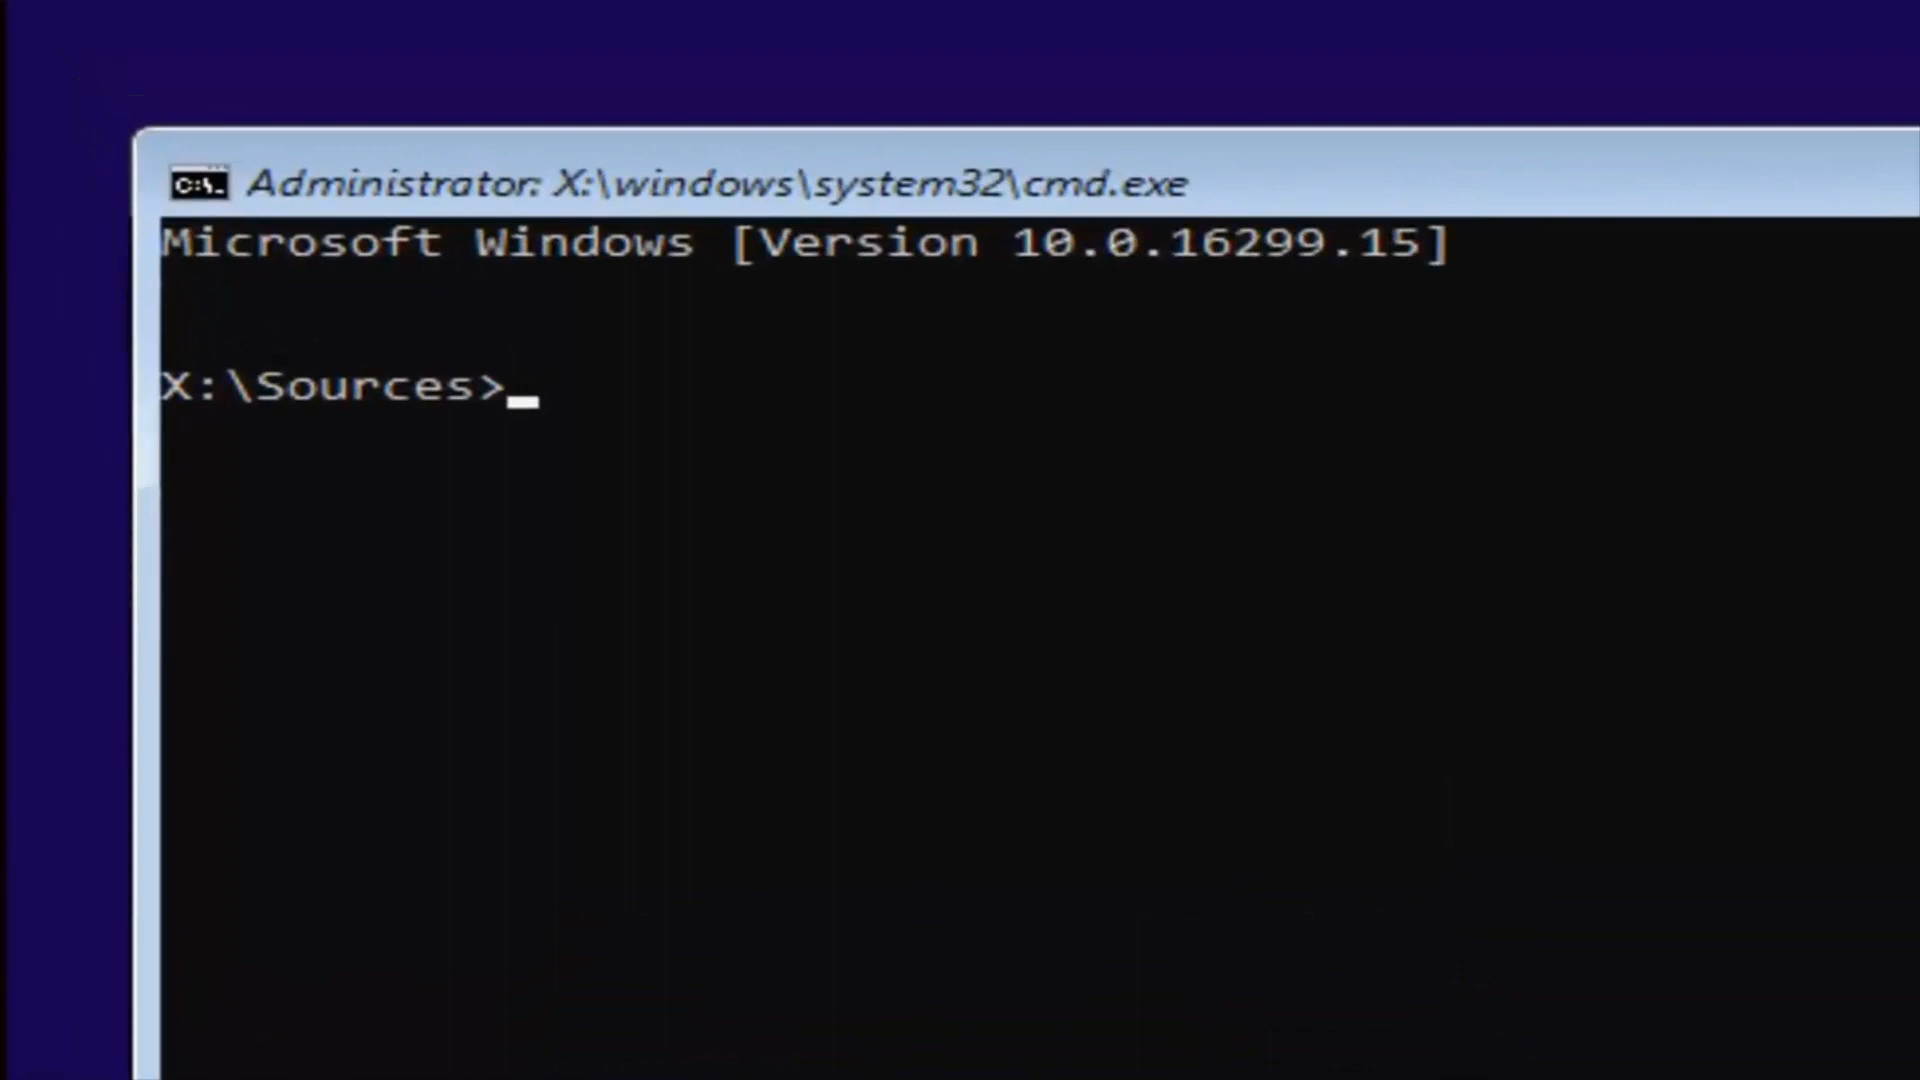 C:\.
Administrator: X:\windows\system32\cmd.exe
Microsoft Windows [Version 10.0.16299.15]
X:\Sources>